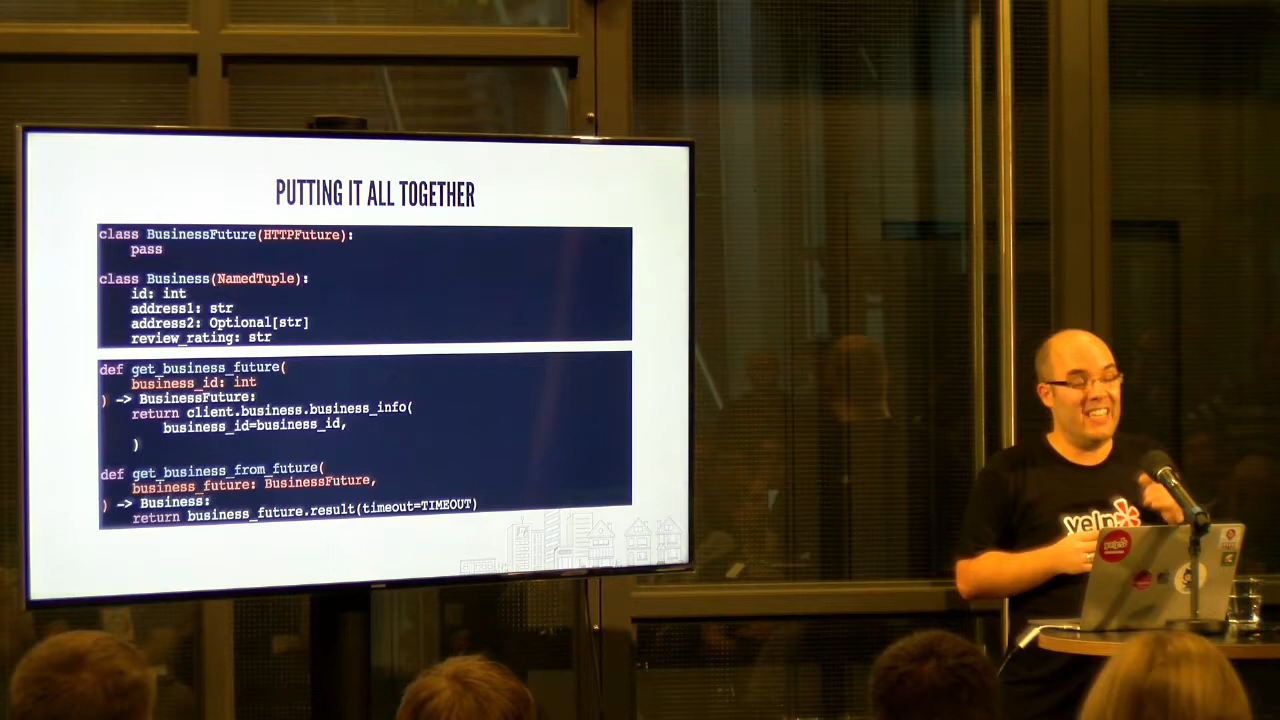 PUTTING IT ALL TOGETHER
class BusinessFuture(HTTPFuture):
    pass
class Business(NamedTuple):
    id: int
    address1: str
    address2: Optional[str]
    review_rating: str
def get_business_future(
    business_id: int
) -> BusinessFuture:
    return client.business.business_info(
        business_id=business_id,
    )
def get_business_from_future(
    business_future: BusinessFuture,
) -> Business:
    return business_future.result(timeout=TIMEOUT)
yelp